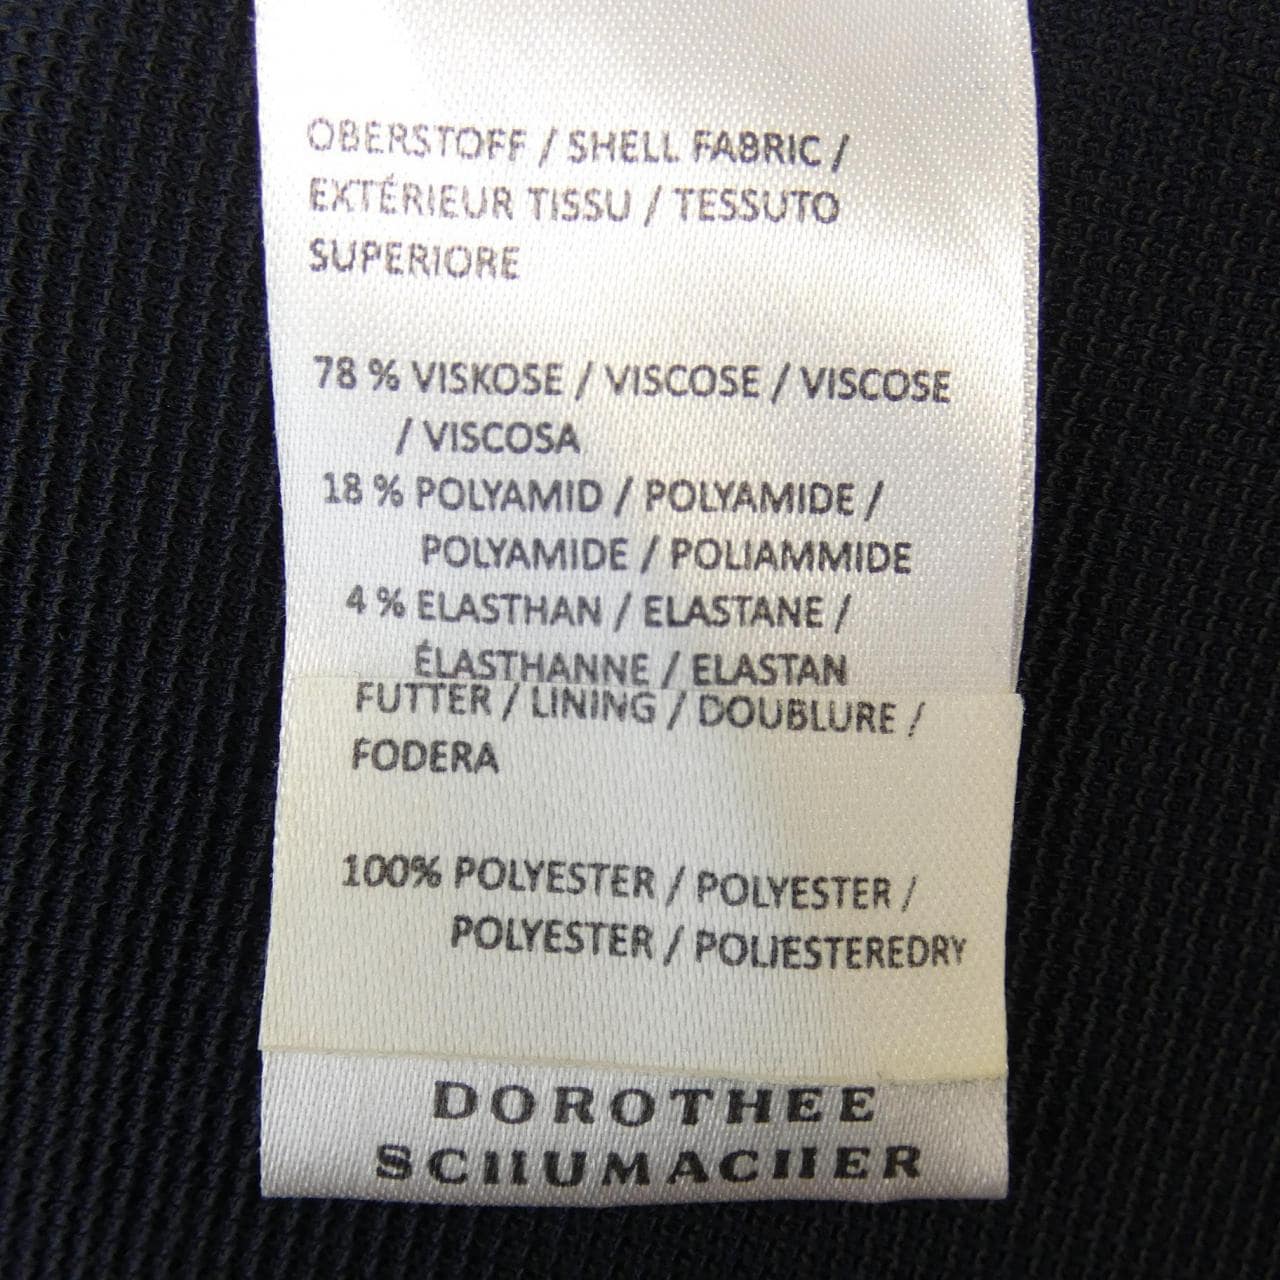 OBERSTOFF / SHELL FABRIC /
EXTÉRIEUR TISSU / TESSUTO
SUPERIORE
78 % VISKOSE / VISCOSE / VISCOSE
/ VISCOSA
18 % POLYAMID / POLYAMIDE /
POLYAMIDE / POLIAMMIDE
4 % ELASTHAN / ELASTANE /
ÉLASTHANNE / ELASTAN
FUTTER / LINING / DOUBLURE /
FODERA
100% POLYESTER / POLYESTER /
POLYESTER / POLIESTEREDRY
DOROTHEE
SCHUMACHER